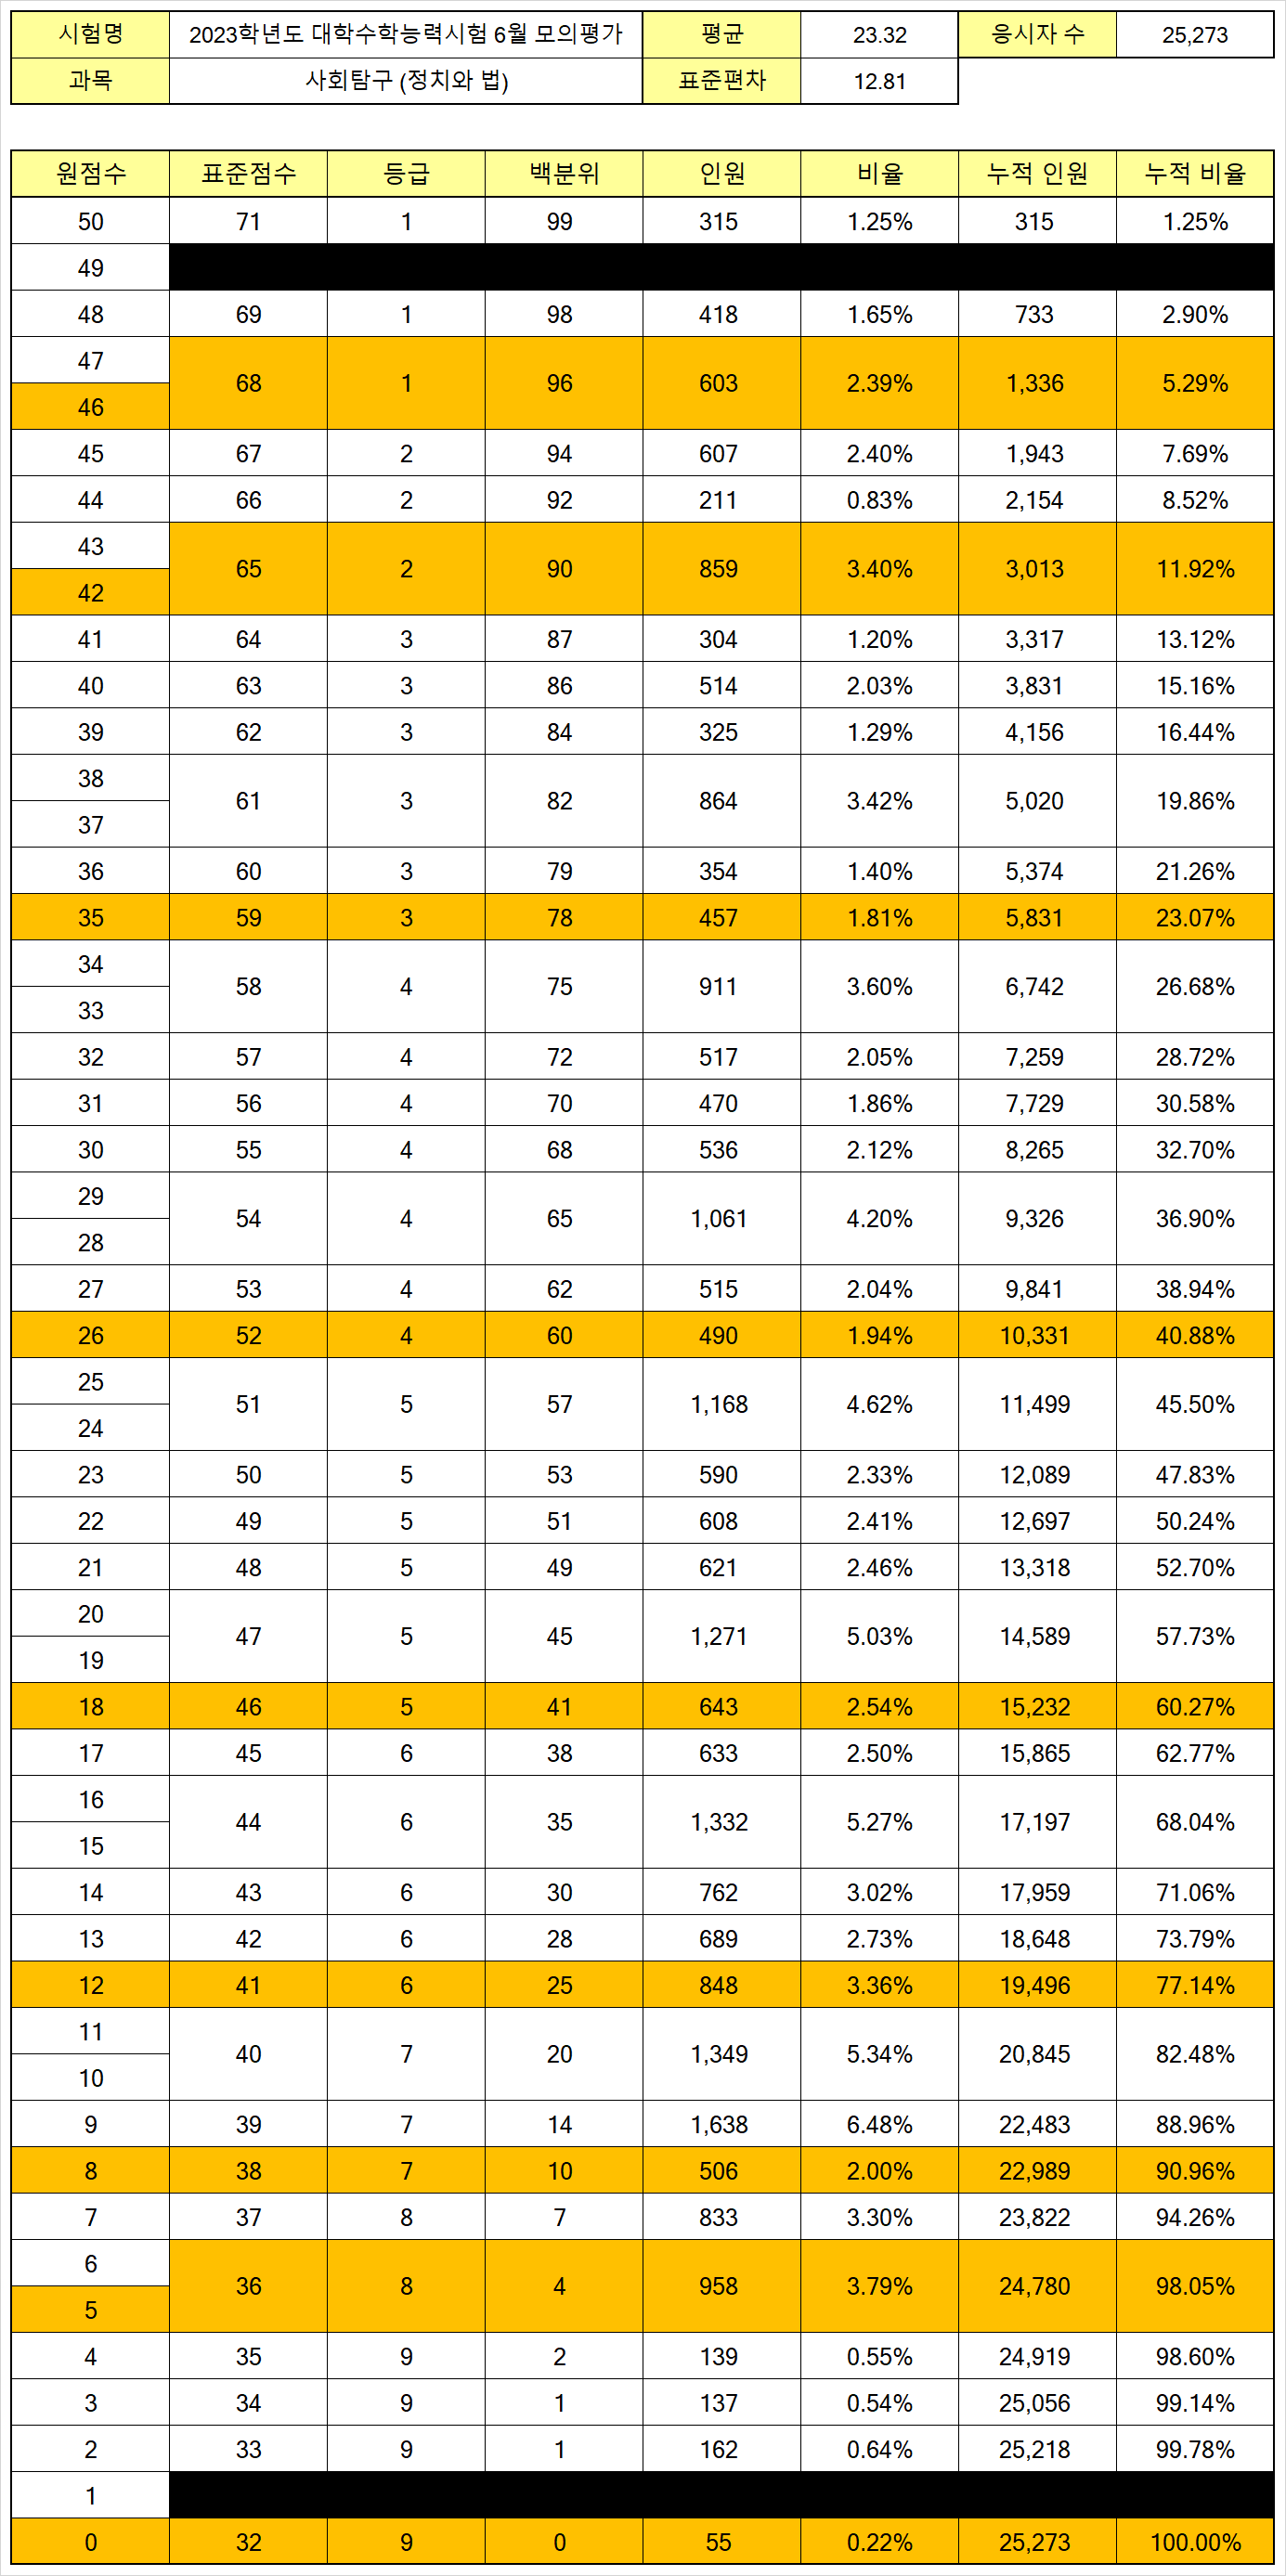 시험명 2023학년도 대학수학능력시험 6월 모의평가 평균 23.32 응시자 수 25,273
과목 사회탐구 (정치와 법) 표준편차 12.81
원점수 표준점수 등급 백분위 인원 비율 누적 인원 누적 비율
50 71 1 99 315 1.25% 315 1.25%
49
48 69 1 98 418 1.65% 733 2.90%
47
68 1 96 603 2.39% 1,336 5.29%
46
45 67 2 94 607 2.40% 1,943 7.69%
44 66 2 92 211 0.83% 2,154 8.52%
43
65 2 90 859 3.40% 3,013 11.92%
42
41 64 3 87 304 1.20% 3,317 13.12%
40 63 3 86 514 2.03% 3,831 15.16%
39 62 3 84 325 1.29% 4,156 16.44%
38
61 3 82 864 3.42% 5,020 19.86%
37
36 60 3 79 354 1.40% 5,374 21.26%
35 59 3 78 457 1.81% 5,831 23.07%
34
58 4 75 911 3.60% 6,742 26.68%
33
32 57 4 72 517 2.05% 7,259 28.72%
31 56 4 70 470 1.86% 7,729 30.58%
30 55 4 68 536 2.12% 8,265 32.70%
29
54 4 65 1,061 4.20% 9,326 36.90%
28
27 53 4 62 515 2.04% 9,841 38.94%
26 52 4 60 490 1.94% 10,331 40.88%
25
51 5 57 1,168 4.62% 11,499 45.50%
24
23 50 5 53 590 2.33% 12,089 47.83%
22 49 5 51 608 2.41% 12,697 50.24%
21 48 5 49 621 2.46% 13,318 52.70%
20
47 5 45 1,271 5.03% 14,589 57.73%
19
18 46 5 41 643 2.54% 15,232 60.27%
17 45 6 38 633 2.50% 15,865 62.77%
16
44 6 35 1,332 5.27% 17,197 68.04%
15
14 43 6 30 762 3.02% 17,959 71.06%
13 42 6 28 689 2.73% 18,648 73.79%
12 41 6 25 848 3.36% 19,496 77.14%
11
40 7 20 1,349 5.34% 20,845 82.48%
10
9 39 7 14 1,638 6.48% 22,483 88.96%
8 38 7 10 506 2.00% 22,989 90.96%
7 37 8 7 833 3.30% 23,822 94.26%
6
36 8 4 958 3.79% 24,780 98.05%
5
4 35 9 2 139 0.55% 24,919 98.60%
3 34 9 1 137 0.54% 25,056 99.14%
2 33 9 1 162 0.64% 25,218 99.78%
1
0 32 9 0 55 0.22% 25,273 100.00%